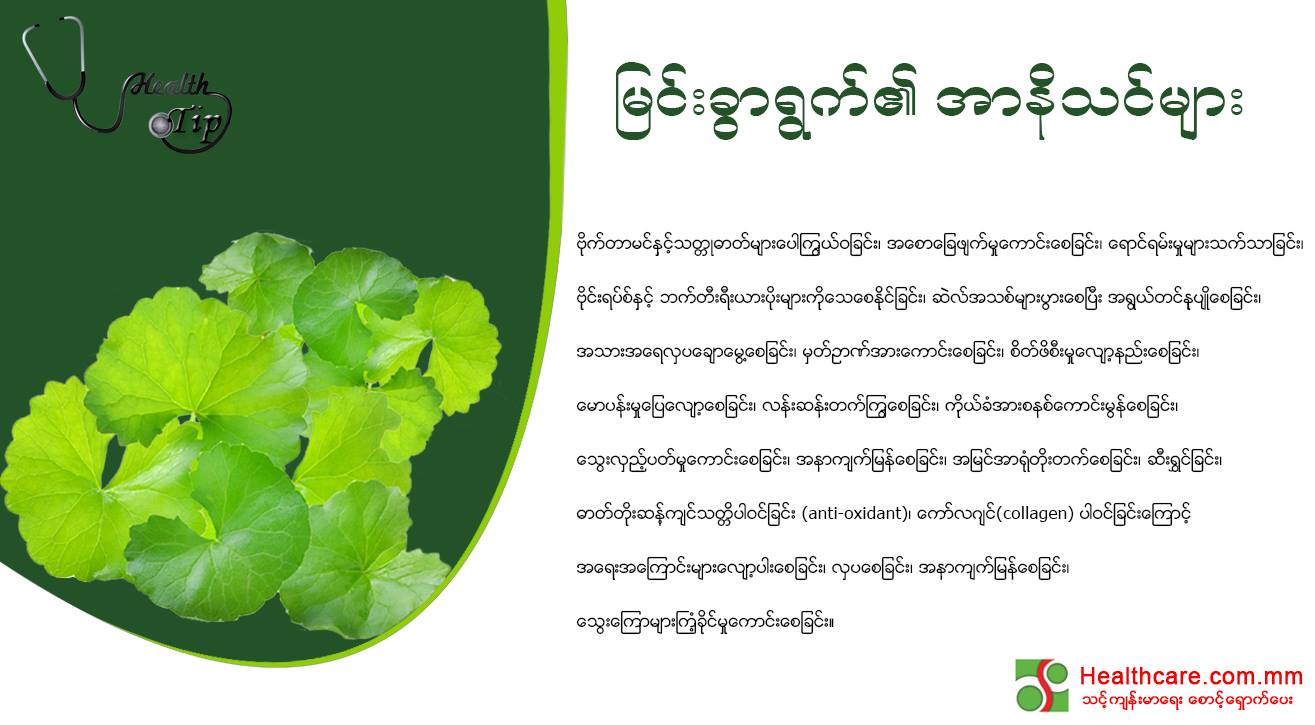 Health
Tip
မြင်းခွာရွက်၏ အာနိသင်များ
ဗိုက်တာမင်နှင့်သတ္တုဓာတ်များပေါကြွယ်ဝခြင်း၊ အစောခြေဖျက်မှုကောင်းစေခြင်း၊ ရောင်ရမ်းမှုများသက်သာခြင်း၊
ဗိုင်းရပ်စ်နှင့် ဘက်တီးရီးယားပိုးများကိုသေစေနိုင်ခြင်း၊ ဆဲလ်အသစ်များပွားစေပြီး အရွယ်တင်နုပျိုစေခြင်း၊
အသားအရေလှပချောမွေ့စေခြင်း၊ မှတ်ဉာဏ်အားကောင်းစေခြင်း၊ စိတ်ဖိစီးမှုလျော့နည်းစေခြင်း၊
မောပန်းမှုပြေလျော့စေခြင်း၊ လန်းဆန်းတက်ကြွစေခြင်း၊ ကိုယ်ခံအားစနစ်ကောင်းမွန်စေခြင်း၊
သွေးလှည့်ပတ်မှုကောင်းစေခြင်း၊ အနာကျက်မြန်စေခြင်း၊ အမြင်အာရုံတိုးတက်စေခြင်း၊ ဆီးရွှင်ခြင်း၊
ဓာတ်တိုးဆန့်ကျင်သတ္တိပါဝင်ခြင်း (anti-oxidant)၊ ကော်လဂျင်(collagen) ပါဝင်ခြင်းကြောင့်
အရေးအကြောင်းများလျော့ပါးစေခြင်း၊ လှပစေခြင်း၊ အနာကျက်မြန်စေခြင်း၊
သွေးကြောများကြံ့ခိုင်မှုကောင်းစေခြင်း။
Healthcare.com.mm
သင့်ကျန်းမာရေး စောင့်ရှောက်ပေး